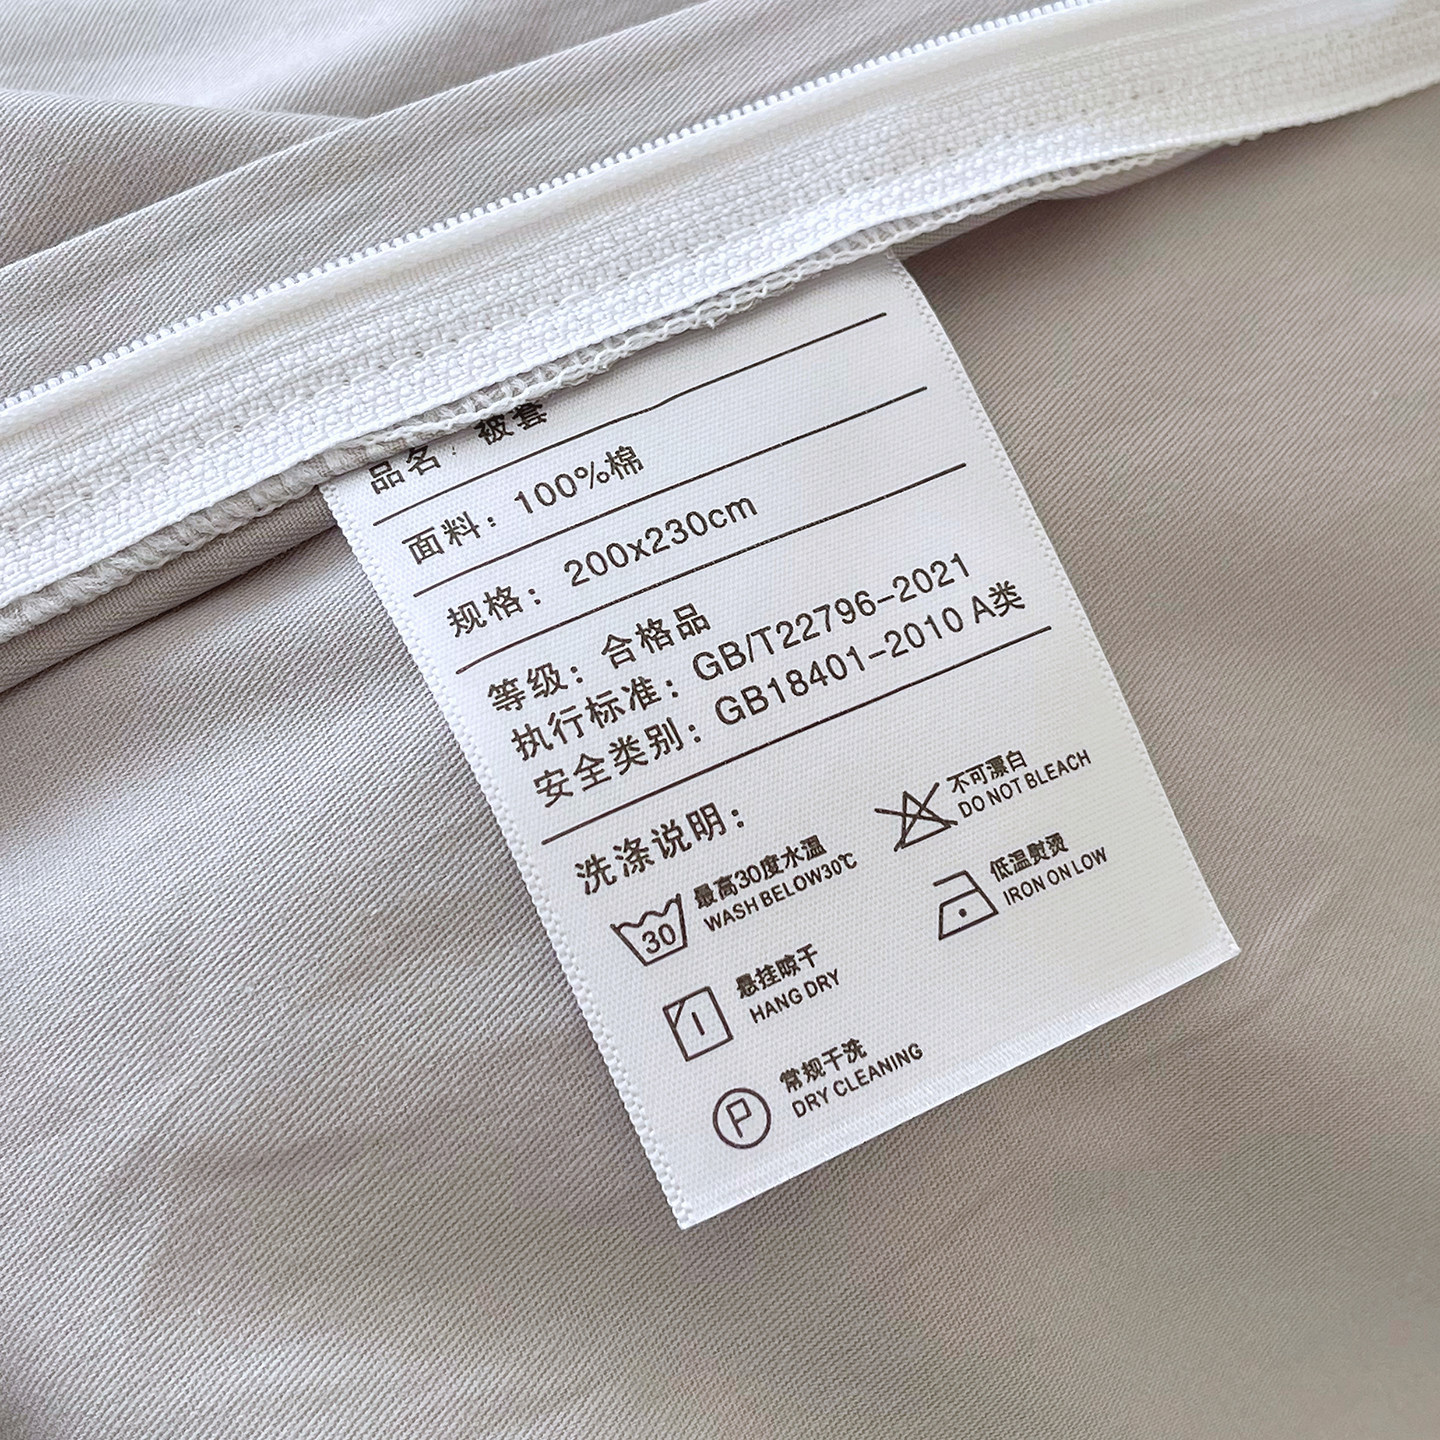 品名：被套
面料：100%棉
规格：200x230cm
等级：合格品
执行标准：GB/T22796-2021
安全类别：GB18401-2010 A类
洗涤说明：
30
最高30度水温
WASH BELOW30℃
不可漂白
DO NOT BLEACH
悬挂晾干
HANG DRY
低温熨烫
IRON ON LOW
P
常规干洗
DRY CLEANING